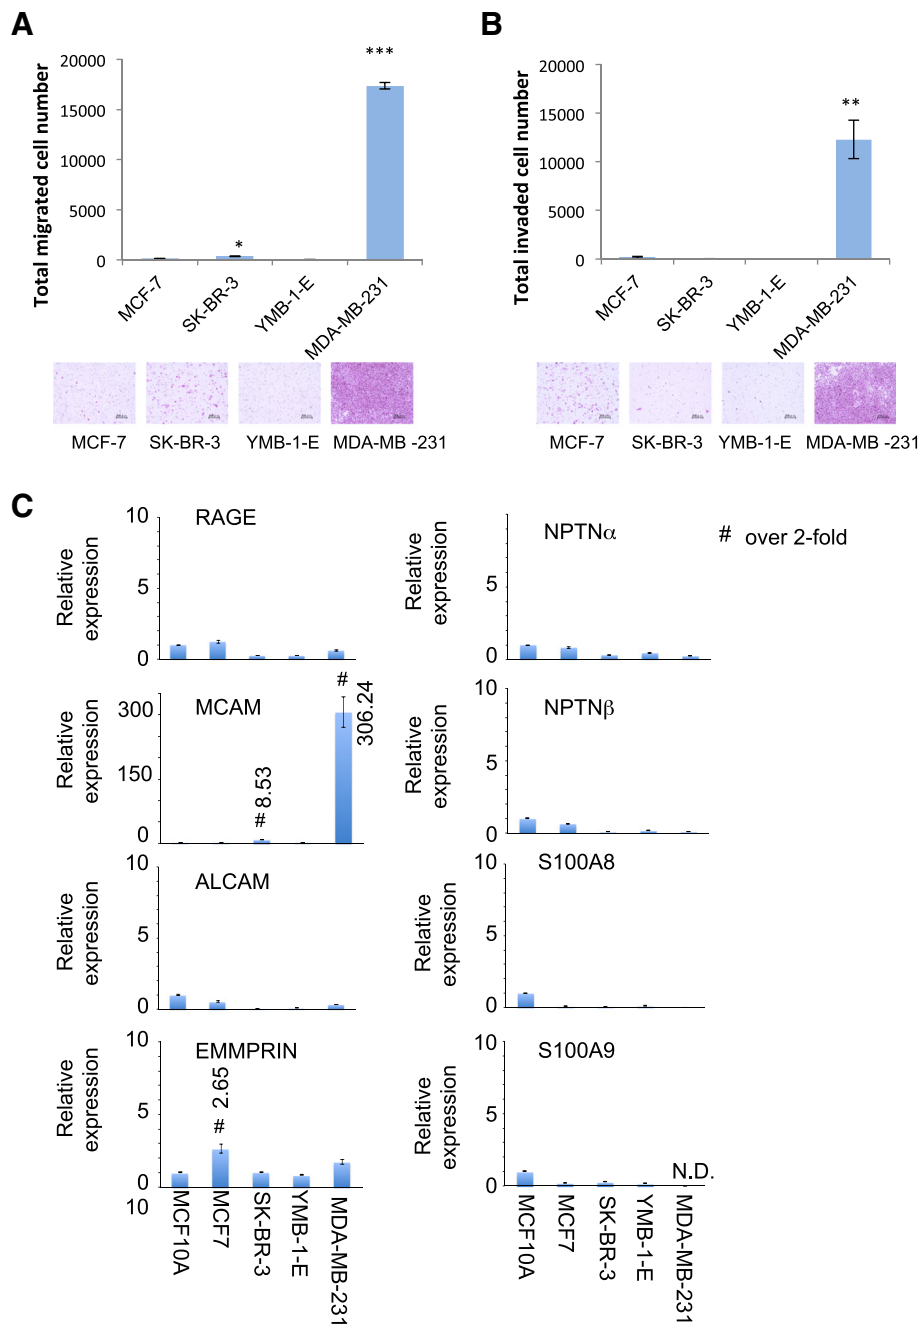 A
Total migrated cell number
20000
15000
10000
5000
0
***
*
MCF-7
SK-BR-3
YMB-1-E
MDA-MB-231
MCF-7 SK-BR-3 YMB-1-E MDA-MB -231
B
Total invaded cell number
20000
15000
10000
5000
0
**
MCF-7
SK-BR-3
YMB-1-E
MDA-MB-231
MCF-7 SK-BR-3 YMB-1-E MDA-MB -231
C
RAGE
Relative
expression
10
5
0
MCAM
Relative
expression
300
150
0
# 8.53
#
306.24
ALCAM
Relative
expression
10
5
0
EMMPRIN
Relative
expression
10
5
0
10
# 2.65
MCF10A
MCF7
SK-BR-3
YMB-1-E
MDA-MB-231
NPTNα
Relative
expression
5
0
# over 2-fold
NPTNβ
Relative
expression
10
5
0
S100A8
Relative
expression
10
5
0
S100A9
Relative
expression
10
5
0
N.D.
MCF10A
MCF7
SK-BR-3
YMB-1-E
MDA-MB-231